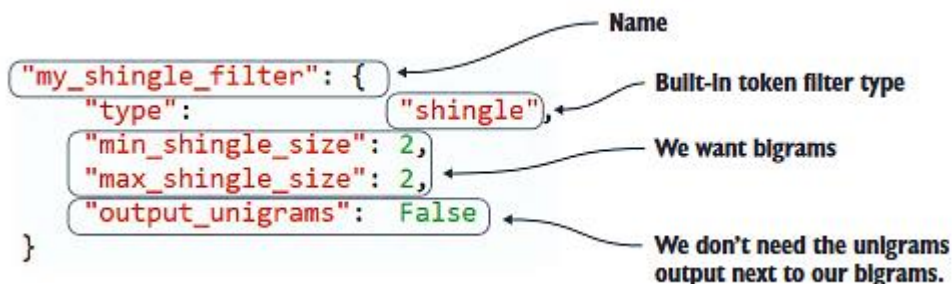 Name
"my_shingle_filter": {
Built-in token filter type
"type": "shingle",
"min_shingle_size": 2,
We want bigrams
"max_shingle_size": 2,
"output_unigrams": False
}
We don't need the unigrams
output next to our bigrams.